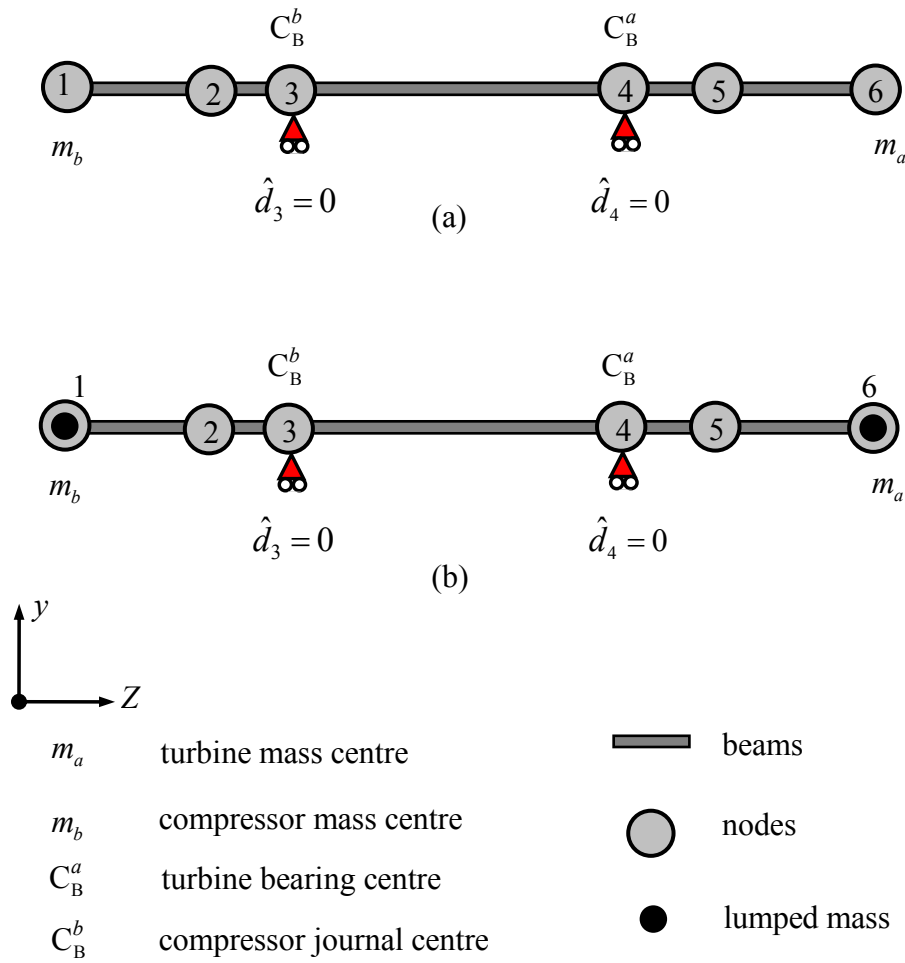 C_B^b C_B^a
1 2 3 4 5 6
m_b m_a
d̂_3 = 0 d̂_4 = 0
(a)
C_B^b C_B^a
1 6
2 3 4 5
m_b m_a
d̂_3 = 0 d̂_4 = 0
(b)
y
Z
m_a turbine mass centre
m_b compressor mass centre
C_B^a turbine bearing centre
C_B^b compressor journal centre
beams
nodes
lumped mass